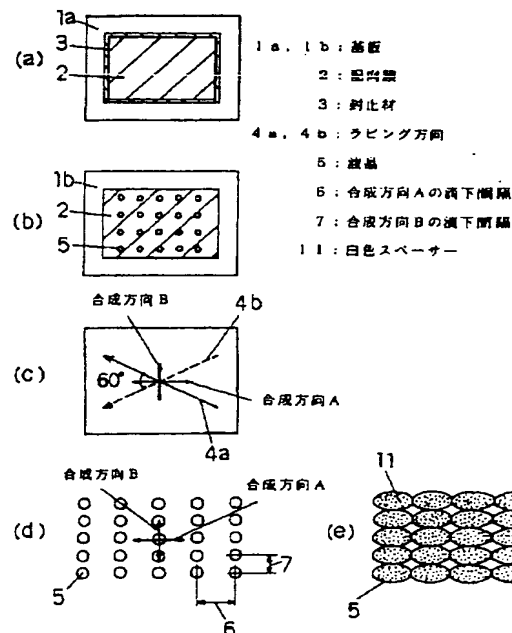 1a
3
(a)
2
1a, 1b : 基板
2 : 配向膜
3 : 封止材
4a, 4b : ラビング方向
5 : 液晶
6 : 合成方向Aの滴下間隔
7 : 合成方向Bの滴下間隔
11 : 白色スペーサー
1b
2
(b)
5
合成方向B
4b
(c)
60°
合成方向A
4a
合成方向B
合成方向A
(d)
7
5
6
11
(e)
5